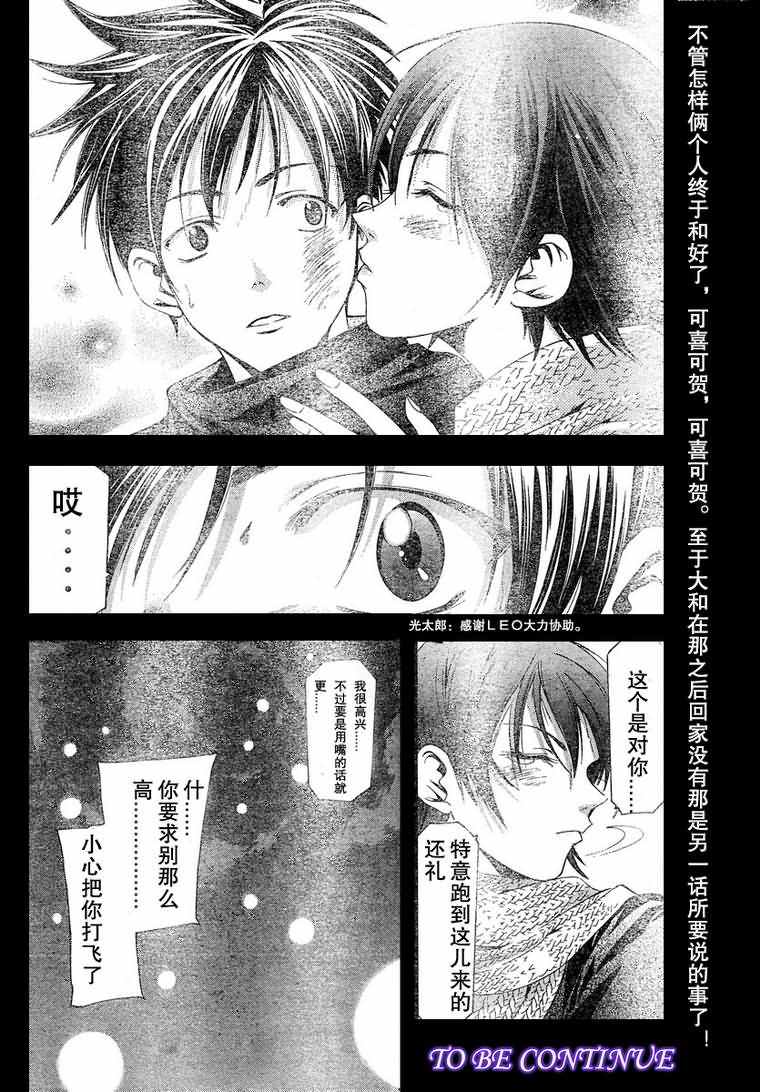 不管怎样俩个人终于和好了，可喜可贺，可喜可贺。至于大和在那之后回家没有那是另一话所要说的事了！
哎……
光太郎：感谢LEO大力协助。
这个是对你……
特意跑到这儿来的
还礼
我很高兴……
不过要是用嘴的话就
更……
什……
你要求别那么
高………
小心把你打飞了
TO BE CONTINUE